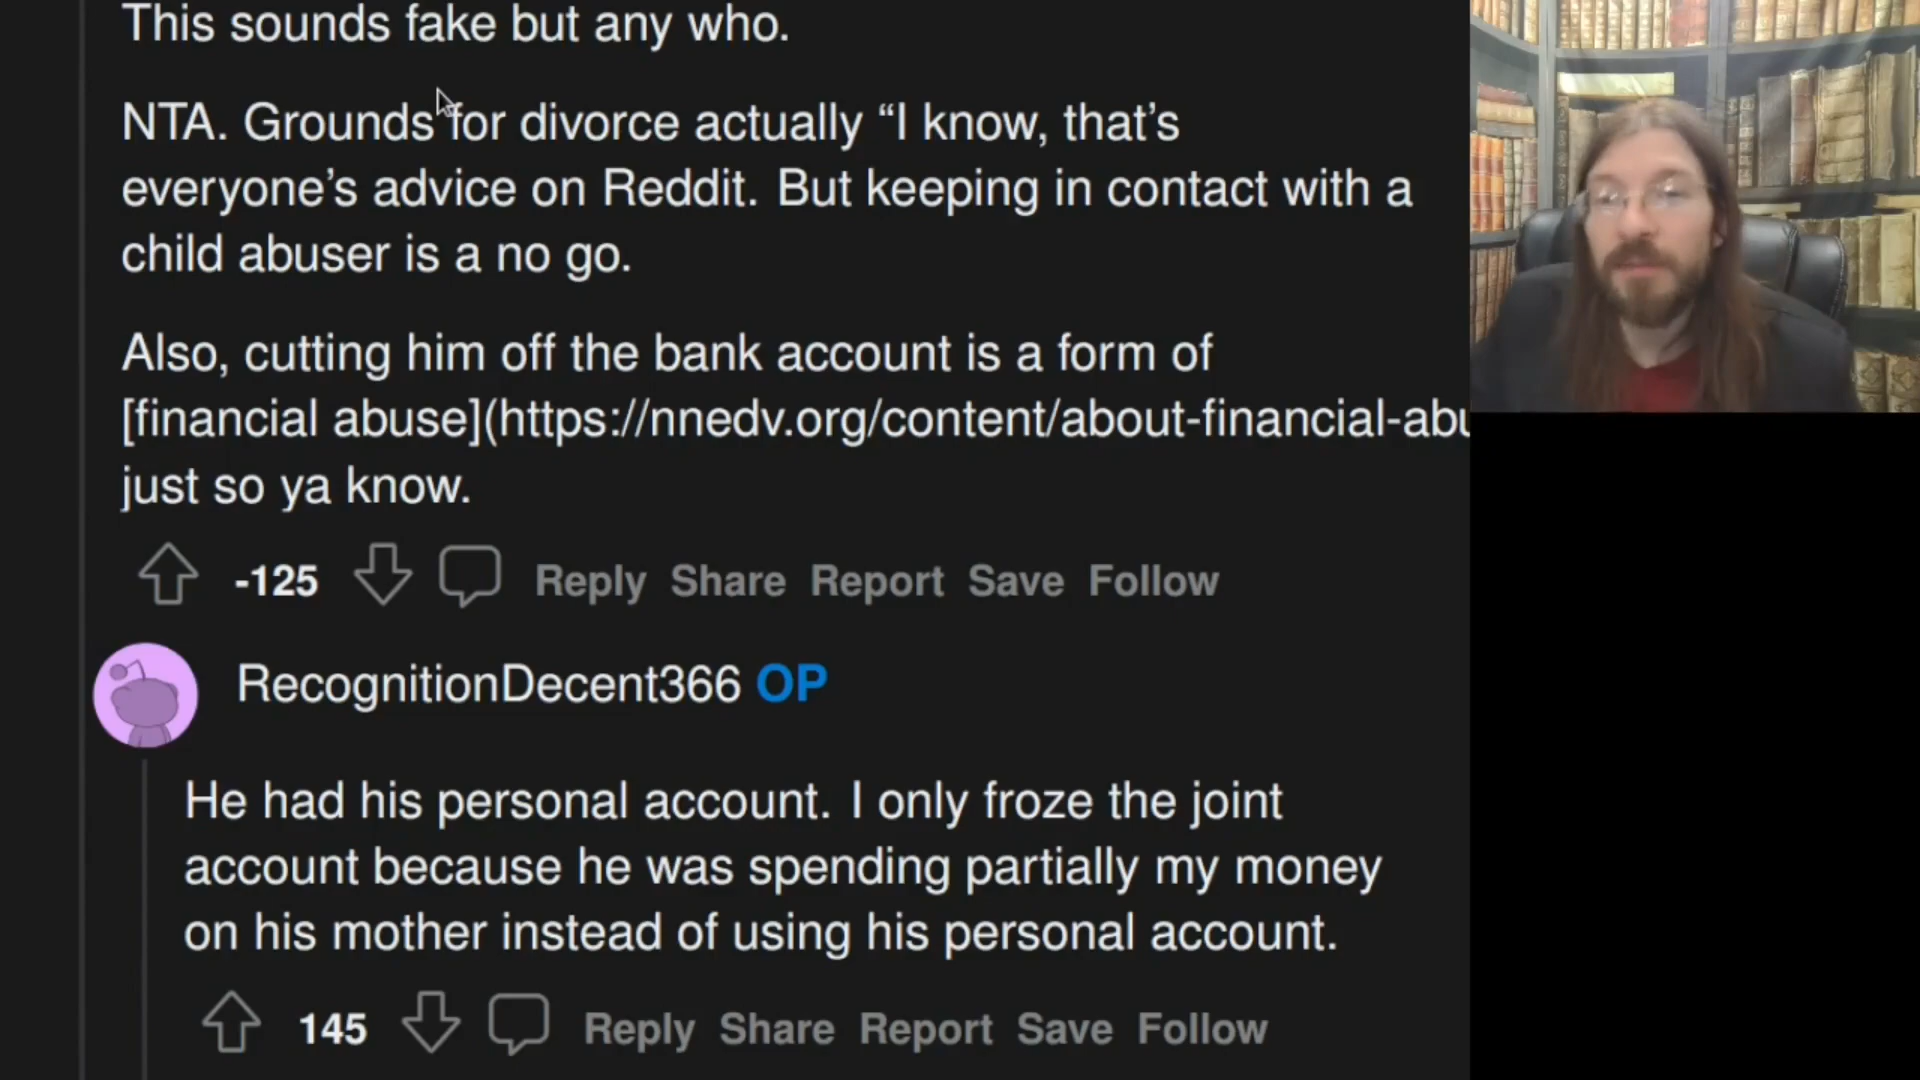 This sounds fake but any who.
NTA. Grounds for divorce actually “I know, that’s
everyone’s advice on Reddit. But keeping in contact with a
child abuser is a no go.
Also, cutting him off the bank account is a form of
[financial abuse](https://nnedv.org/content/about-financial-abu
just so ya know.
-125 Reply Share Report Save Follow
RecognitionDecent366 OP
He had his personal account. I only froze the joint
account because he was spending partially my money
on his mother instead of using his personal account.
145 Reply Share Report Save Follow